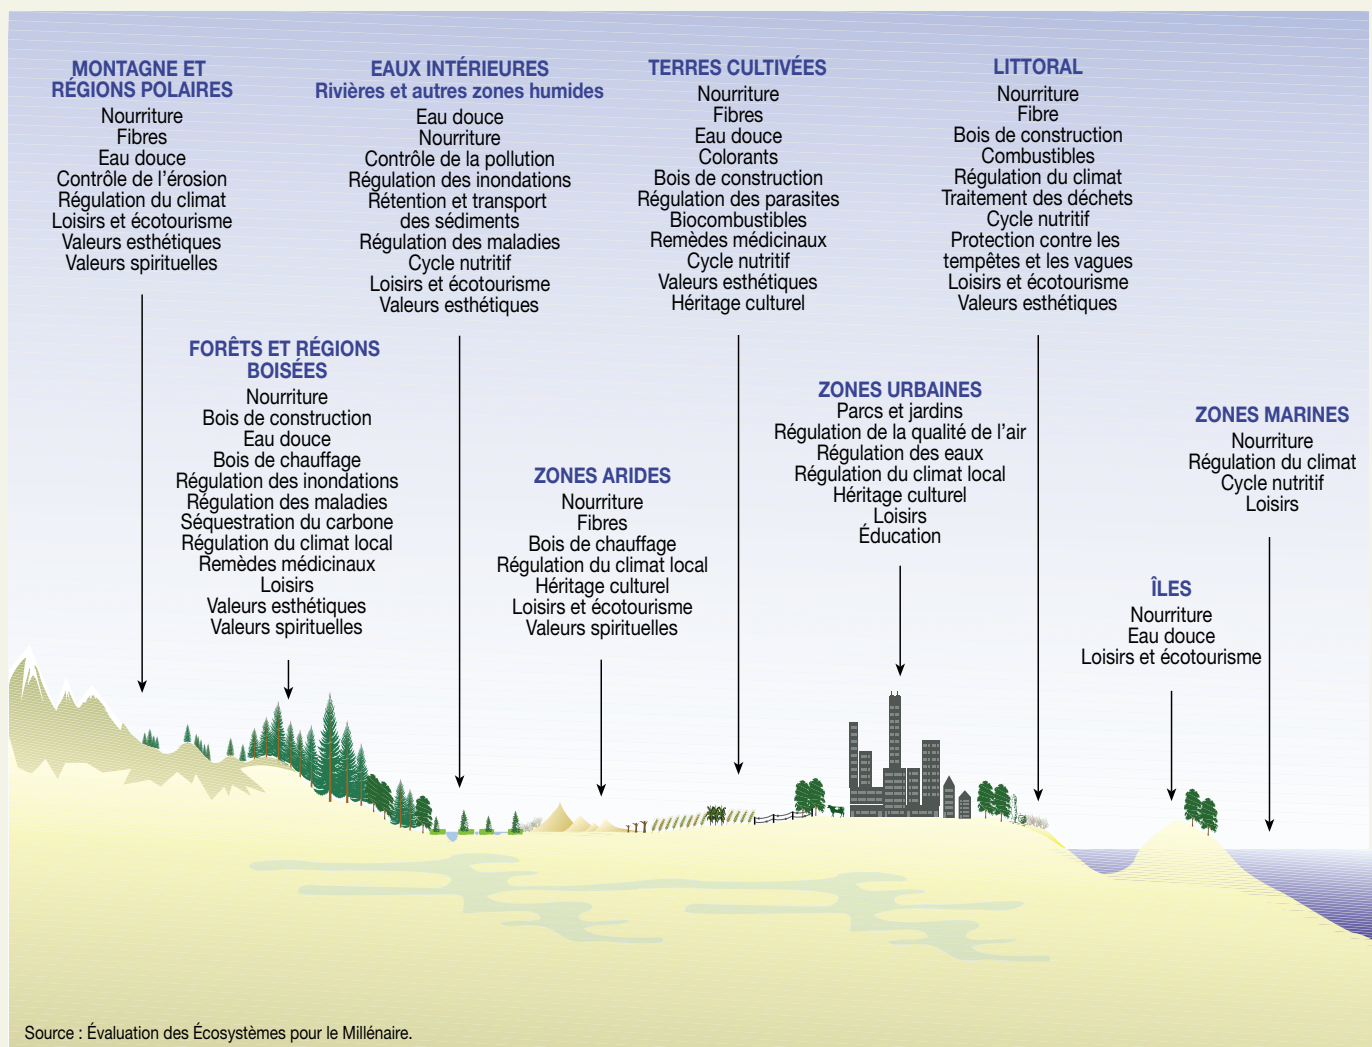 MONTAGNE ET
RÉGIONS POLAIRES
Nourriture
Fibres
Eau douce
Contrôle de l'érosion
Régulation du climat
Loisirs et écotourisme
Valeurs esthétiques
Valeurs spirituelles
EAUX INTÉRIEURES
Rivières et autres zones humides
Eau douce
Nourriture
Contrôle de la pollution
Régulation des inondations
Rétention et transport
des sédiments
Régulation des maladies
Cycle nutritif
Loisirs et écotourisme
Valeurs esthétiques
TERRES CULTIVÉES
Nourriture
Fibres
Eau douce
Colorants
Bois de construction
Régulation des parasites
Biocombustibles
Remèdes médicinaux
Cycle nutritif
Valeurs esthétiques
Héritage culturel
LITTORAL
Nourriture
Fibre
Bois de construction
Combustibles
Régulation du climat
Traitement des déchets
Cycle nutritif
Protection contre les
tempêtes et les vagues
Loisirs et écotourisme
Valeurs esthétiques
FORÊTS ET RÉGIONS
BOISÉES
Nourriture
Bois de construction
Eau douce
Bois de chauffage
Régulation des inondations
Régulation des maladies
Séquestration du carbone
Régulation du climat local
Remèdes médicinaux
Loisirs
Valeurs esthétiques
Valeurs spirituelles
ZONES ARIDES
Nourriture
Fibres
Bois de chauffage
Régulation du climat local
Héritage culturel
Loisirs et écotourisme
Valeurs spirituelles
ZONES URBAINES
Parcs et jardins
Régulation de la qualité de l'air
Régulation des eaux
Régulation du climat local
Héritage culturel
Loisirs
Éducation
ZONES MARINES
Nourriture
Régulation du climat
Cycle nutritif
Loisirs
ÎLES
Nourriture
Eau douce
Loisirs et écotourisme
Source : Évaluation des Écosystèmes pour le Millénaire.